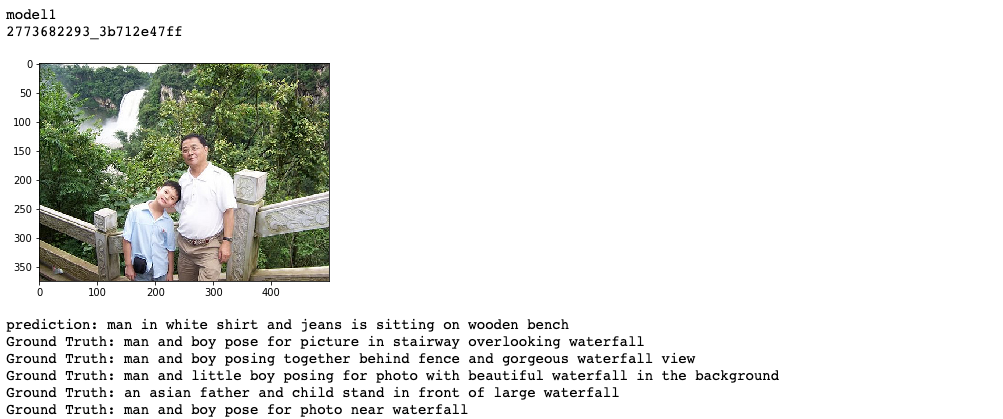 model1
2773682293_3b712e47ff
0
50
100
150
200
250
300
350
0 100 200 300 400
prediction: man in white shirt and jeans is sitting on wooden bench
Ground Truth: man and boy pose for picture in stairway overlooking waterfall
Ground Truth: man and boy posing together behind fence and gorgeous waterfall view
Ground Truth: man and little boy posing for photo with beautiful waterfall in the background
Ground Truth: an asian father and child stand in front of large waterfall
Ground Truth: man and boy pose for photo near waterfall